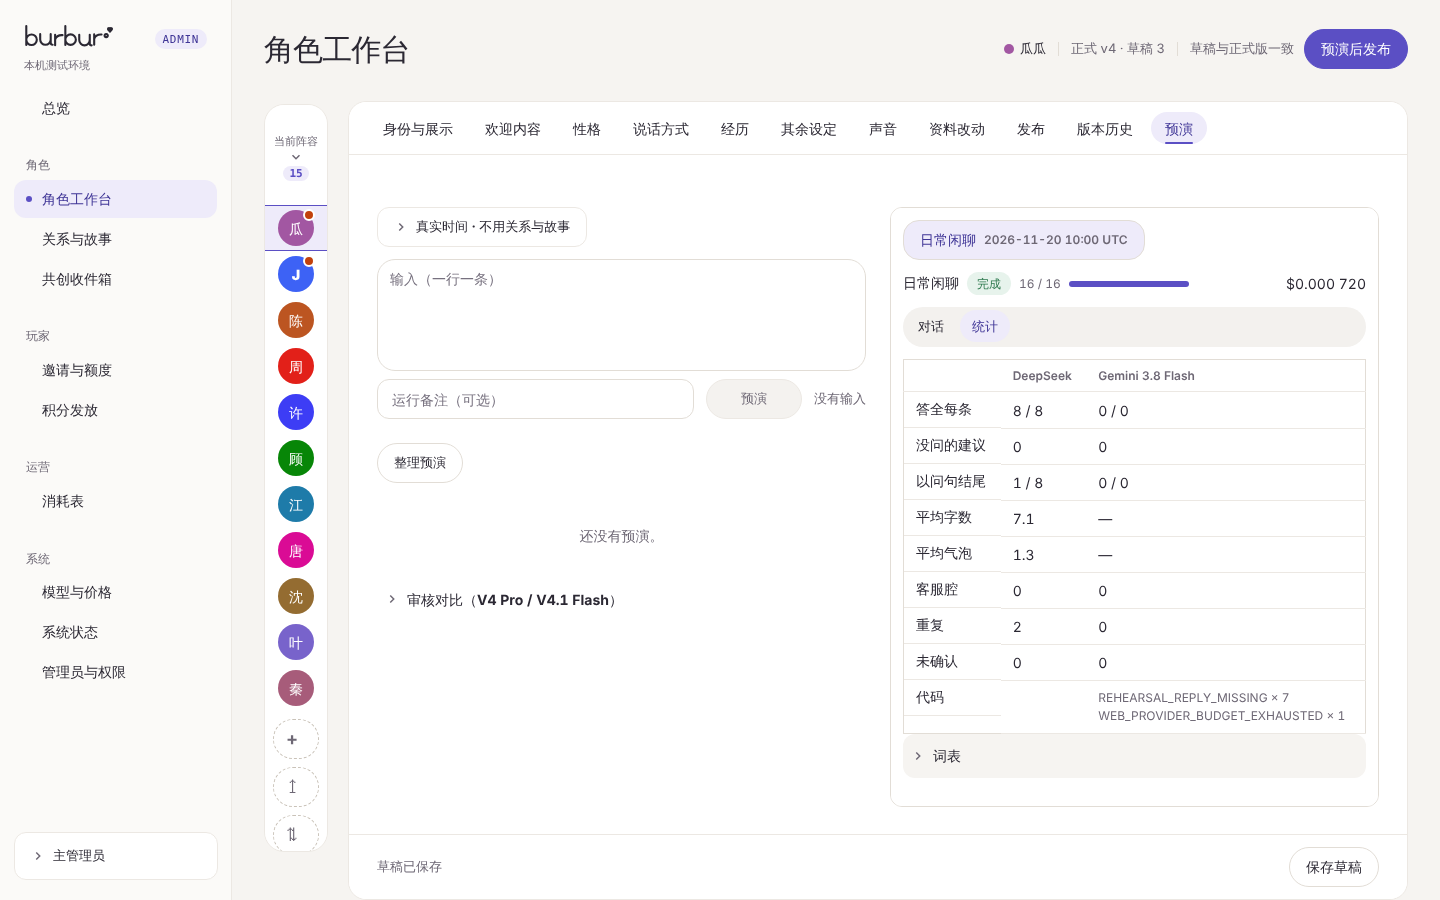 burbur
ADMIN
本机测试环境
总览
角色
角色工作台
关系与故事
共创收件箱
玩家
邀请与额度
积分发放
运营
消耗表
系统
模型与价格
系统状态
管理员与权限
主管理员
角色工作台
瓜瓜
正式 v4 · 草稿 3
草稿与正式版一致
预演后发布
当前阵容
15
瓜
J
陈
周
许
顾
江
唐
沈
叶
秦
+
↥
⇅
身份与展示 欢迎内容 性格 说话方式 经历 其余设定 声音 资料改动 发布 版本历史 预演
真实时间 · 不用关系与故事
输入（一行一条）
运行备注（可选） 预演 没有输入
整理预演
还没有预演。
审核对比（V4 Pro / V4.1 Flash）
日常闲聊 2026-11-20 10:00 UTC
日常闲聊 完成 16 / 16 $0.000 720
对话 统计
DeepSeek Gemini 3.8 Flash
答全每条 8 / 8 0 / 0
没问的建议 0 0
以问句结尾 1 / 8 0 / 0
平均字数 7.1 —
平均气泡 1.3 —
客服腔 0 0
重复 2 0
未确认 0 0
代码 REHEARSAL_REPLY_MISSING × 7
WEB_PROVIDER_BUDGET_EXHAUSTED × 1
词表
草稿已保存
保存草稿